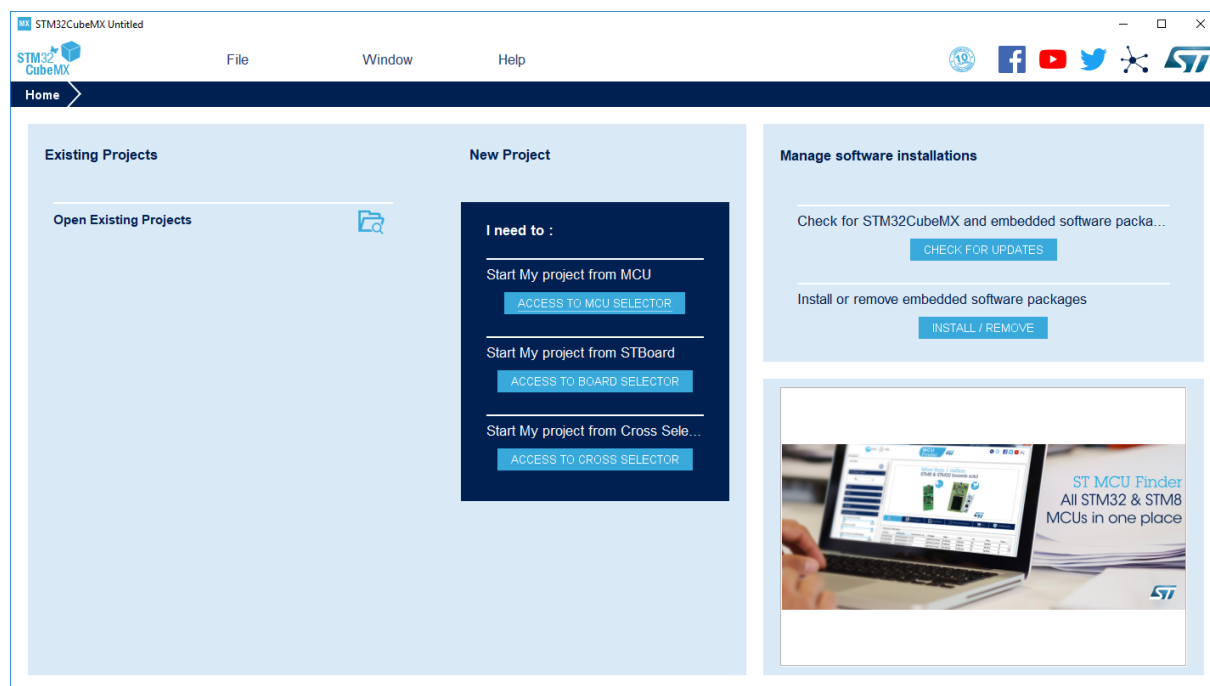 MX STM32CubeMX Untitled
STM32
CubeMX
File
Window
Help
10
Home
Existing Projects
Open Existing Projects
New Project
I need to :
Start My project from MCU
ACCESS TO MCU SELECTOR
Start My project from STBoard
ACCESS TO BOARD SELECTOR
Start My project from Cross Sele...
ACCESS TO CROSS SELECTOR
Manage software installations
Check for STM32CubeMX and embedded software packa...
CHECK FOR UPDATES
Install or remove embedded software packages
INSTALL / REMOVE
MCU
Finder
ST MCU Finder
All STM32 & STM8
MCUs in one place